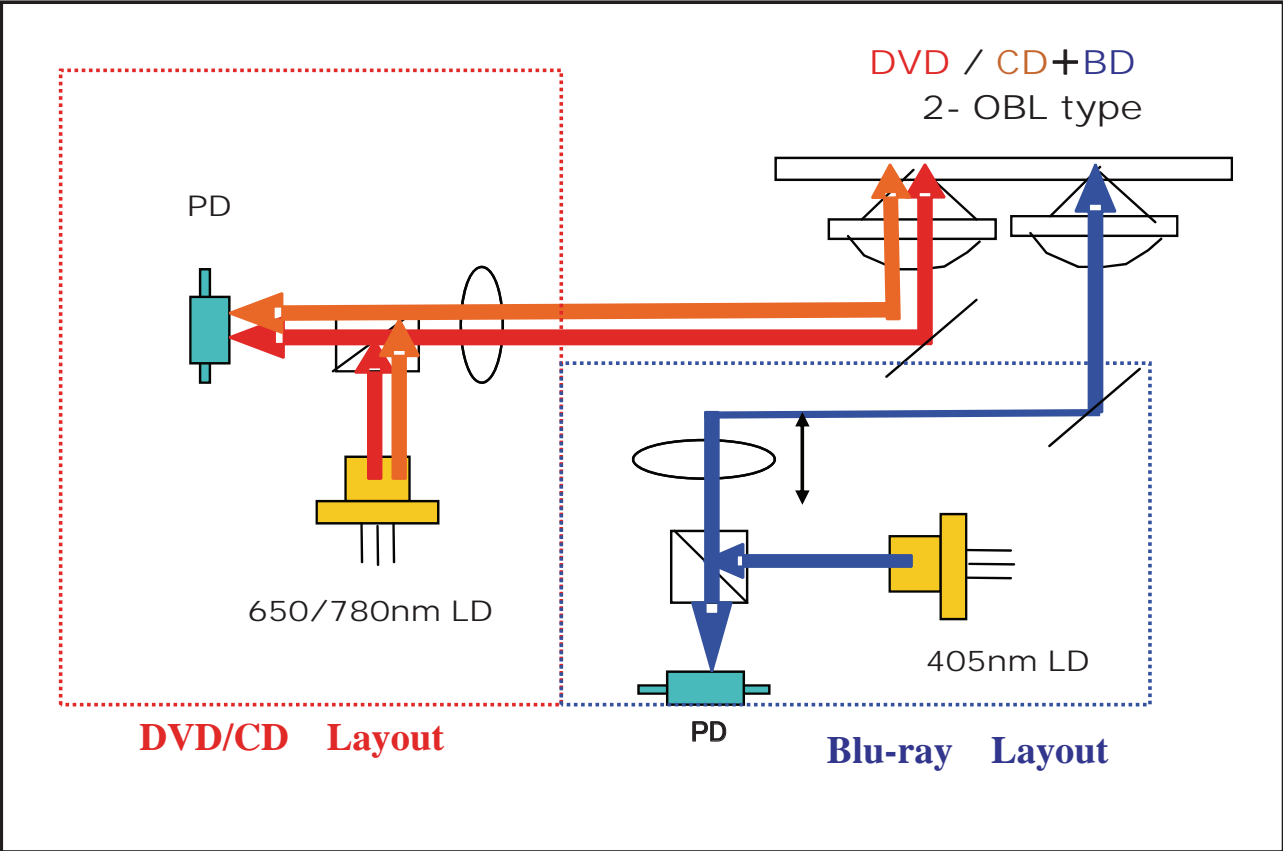 DVD / CD+BD
2- OBL type
PD
650/780nm LD
405nm LD
PD
DVD/CD Layout
Blu-ray Layout